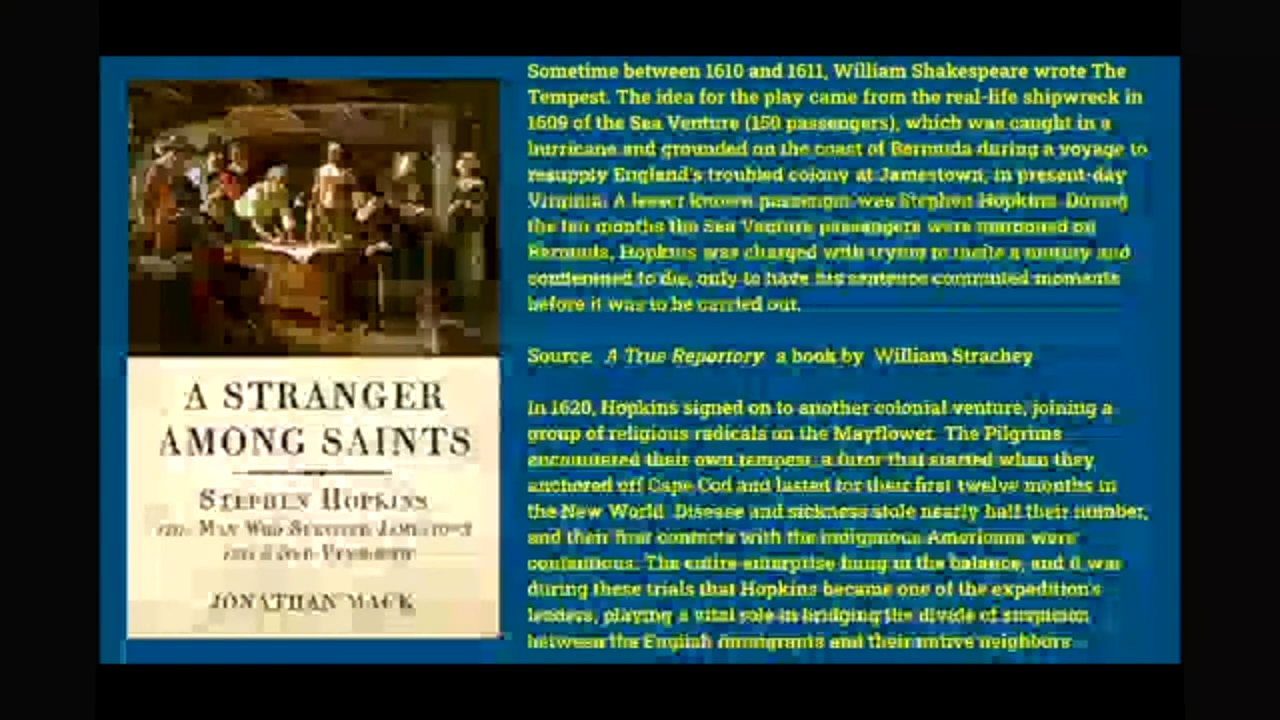 A STRANGER
AMONG SAINTS
STEPHEN HOPKINS
THE MAN WHO SURVIVED JAMESTOWN
AND SAVED PLYMOUTH
JONATHAN MACK
Sometime between 1610 and 1611, William Shakespeare wrote The
Tempest. The idea for the play came from the real-life shipwreck in
1609 of the Sea Venture (150 passengers), which was caught in a
hurricane and grounded on the coast of Bermuda during a voyage to
resupply England's troubled colony at Jamestown, in present-day
Virginia. A lesser known passenger was Stephen Hopkins. During
the ten months the Sea Venture passengers were marooned on
Bermuda, Hopkins was charged with trying to incite a mutiny and
condemned to die, only to have his sentence commuted moments
before it was to be carried out.
Source: A True Reportory a book by William Strachey
In 1620, Hopkins signed on to another colonial venture, joining a
group of religious radicals on the Mayflower. The Pilgrims
encountered their own tempest, a furor that started when they
anchored off Cape Cod and lasted for their first twelve months in
the New World. Disease and sickness stole nearly half their number,
and their first contacts with the indigenous Americans were
contentious. The entire enterprise hung in the balance, and it was
during these trials that Hopkins became one of the expedition's
leaders, playing a vital role in bridging the divide of suspicion
between the English immigrants and their native neighbors